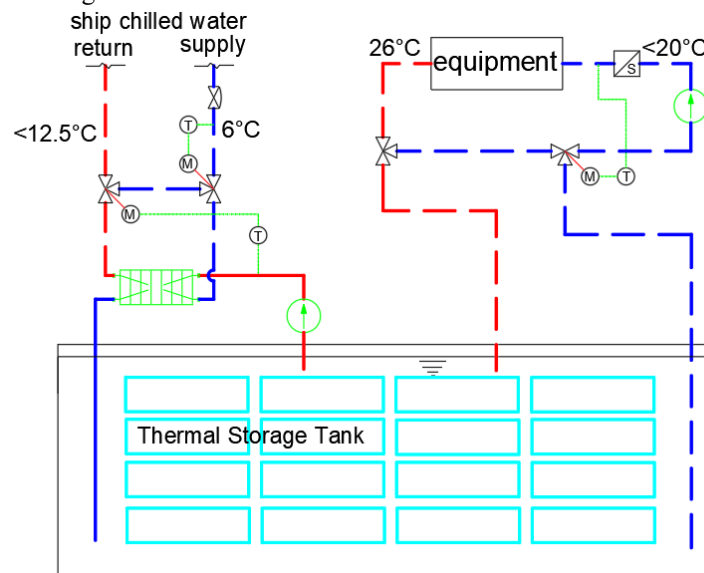 ship chilled water
return supply
26°C
equipment
<20°C
S
<12.5°C
T
6°C
M
M
T
M
T
Thermal Storage Tank